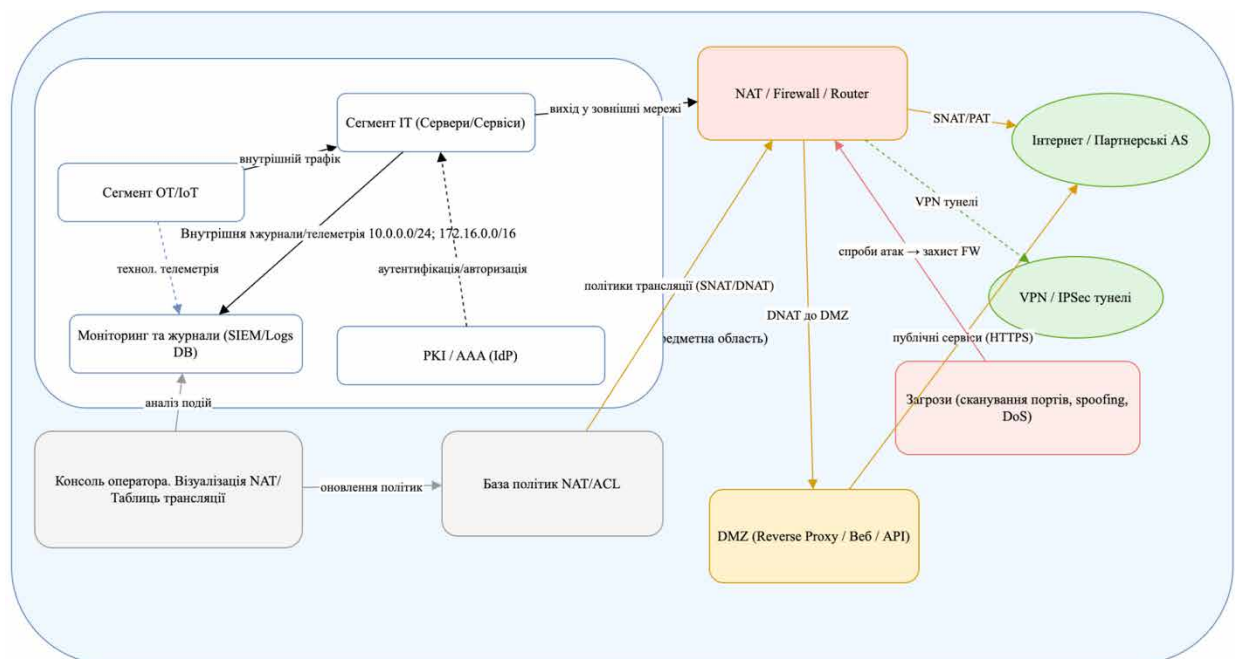 NAT / Firewall / Router
вихід у зовнішні мережі
Сегмент IT (Сервери/Сервіси)
SNAT/PAT
Інтернет / Партнерські AS
внутрішній трафік
Сегмент OT/IoT
VPN тунелі
Внутрішня
журнали/телеметрія 10.0.0.0/24; 172.16.0.0/16
спроби атак → захист FW
технол. телеметрія
аутентифікація/авторизація
політики трансляції (SNAT/DNAT)
VPN / IPSec тунелі
DNAT до DMZ
Моніторинг та журнали (SIEM/Logs
DB)
PKI / AAA (IdP)
редметна область)
публічні сервіси (HTTPS)
Загрози (сканування портів, spoofing,
DoS)
аналіз подій
Консоль оператора. Візуалізація NAT/
Таблиць трансляції
оновлення політик
База політик NAT/ACL
DMZ (Reverse Proxy / Веб / API)